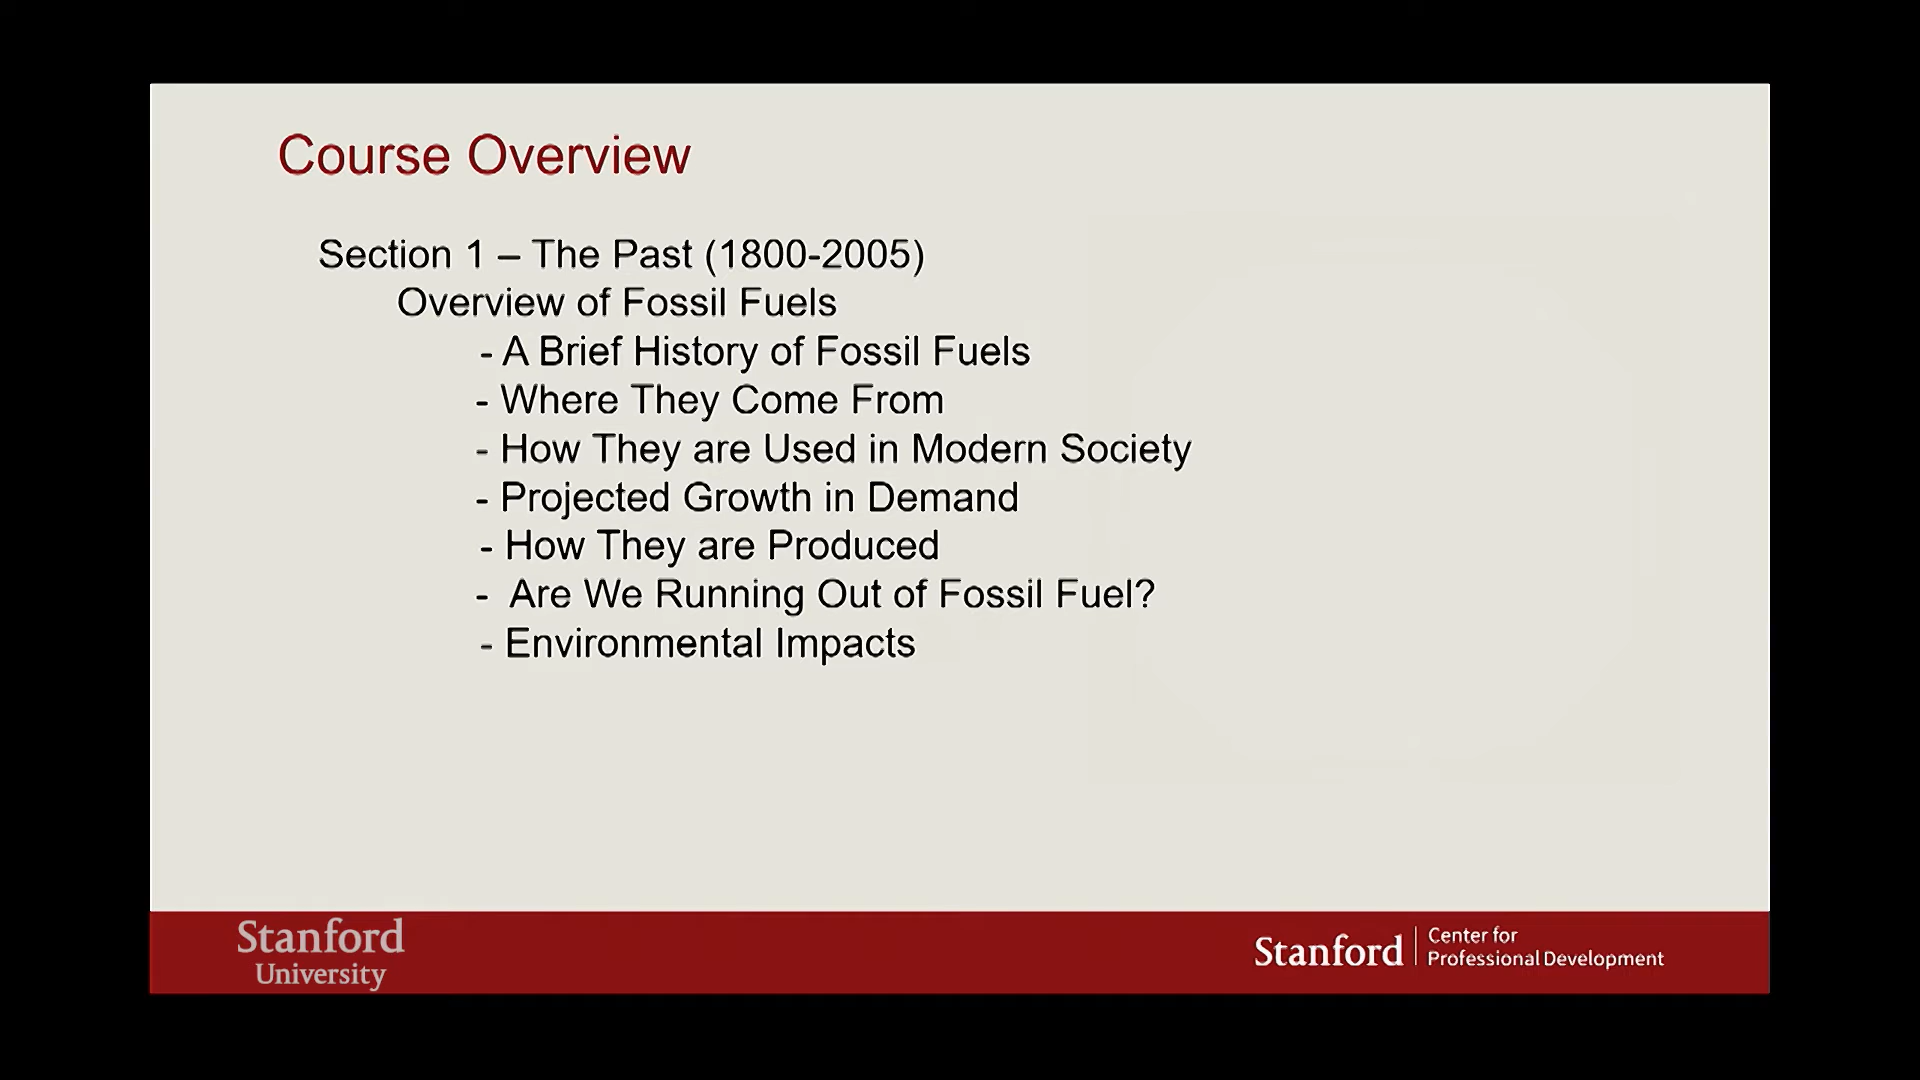 Course Overview
Section 1 – The Past (1800-2005)
Overview of Fossil Fuels
- A Brief History of Fossil Fuels
- Where They Come From
- How They are Used in Modern Society
- Projected Growth in Demand
- How They are Produced
- Are We Running Out of Fossil Fuel?
- Environmental Impacts
Stanford
University
Stanford
Center for
Professional Development